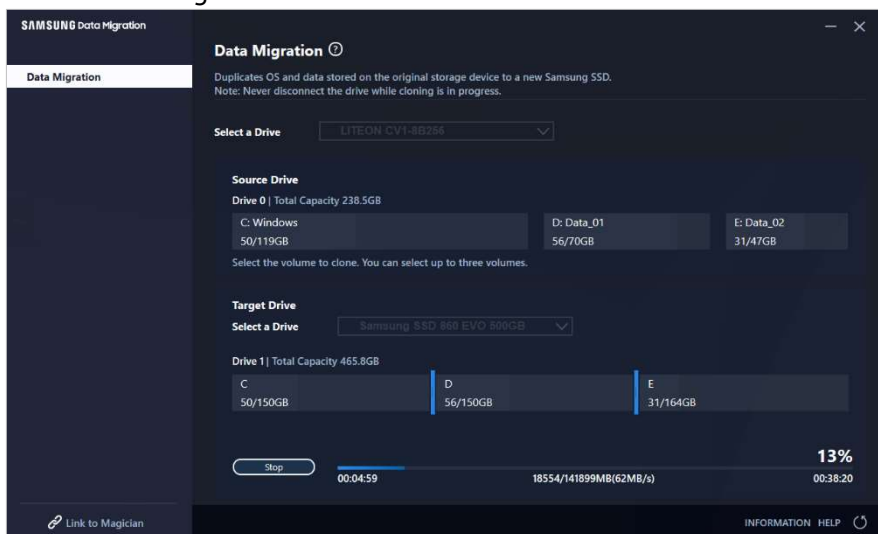 SAMSUNG Data Migration
Data Migration
Data Migration ?
Duplicates OS and data stored on the original storage device to a new Samsung SSD.
Note: Never disconnect the drive while cloning is in progress.
Select a Drive LITEON CV1-8B256
Source Drive
Drive 0 | Total Capacity 238.5GB
C: Windows D: Data_01 E: Data_02
50/119GB 56/70GB 31/47GB
Select the volume to clone. You can select up to three volumes.
Target Drive
Select a Drive Samsung SSD 860 EVO 500GB
Drive 1 | Total Capacity 465.8GB
C D E
50/150GB 56/150GB 31/164GB
13%
Stop
00:04:59 18554/141899MB(62MB/s) 00:38:20
Link to Magician
INFORMATION HELP